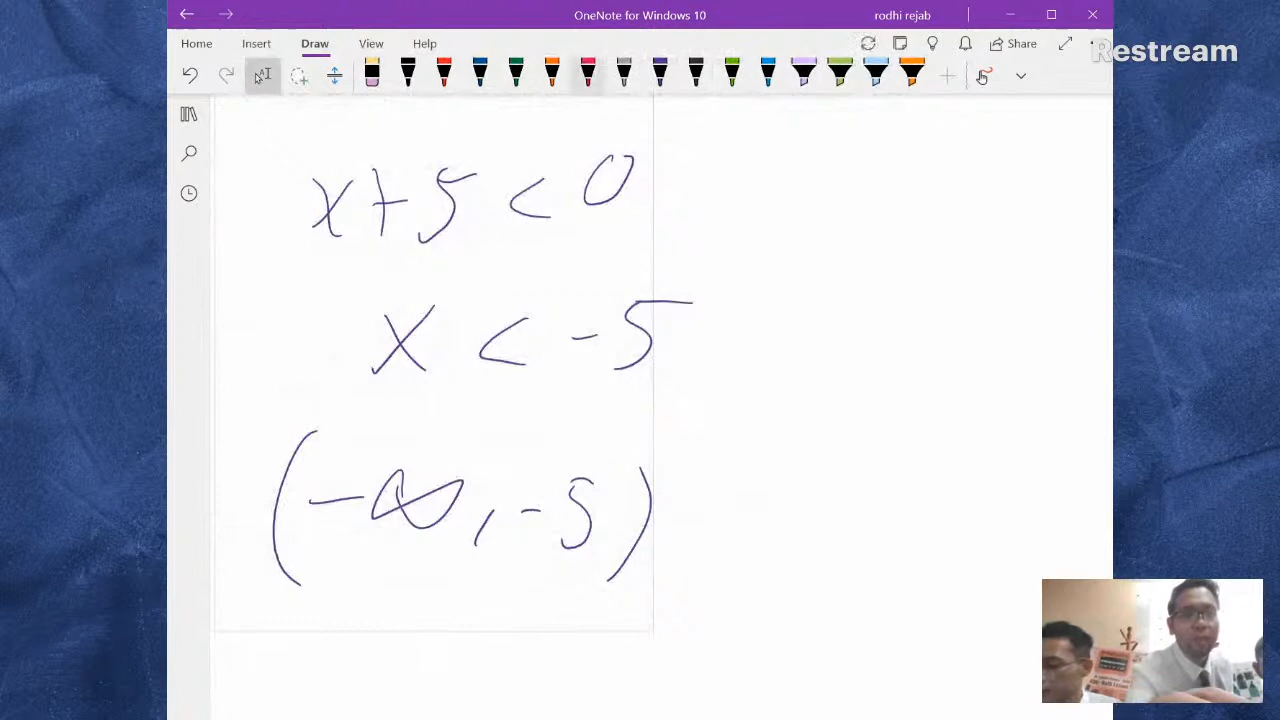 OneNote for Windows 10
rodhi rejab
Home Insert Draw View Help
Share
Restream
x+5 < 0
x < -5
(-∞, -5)